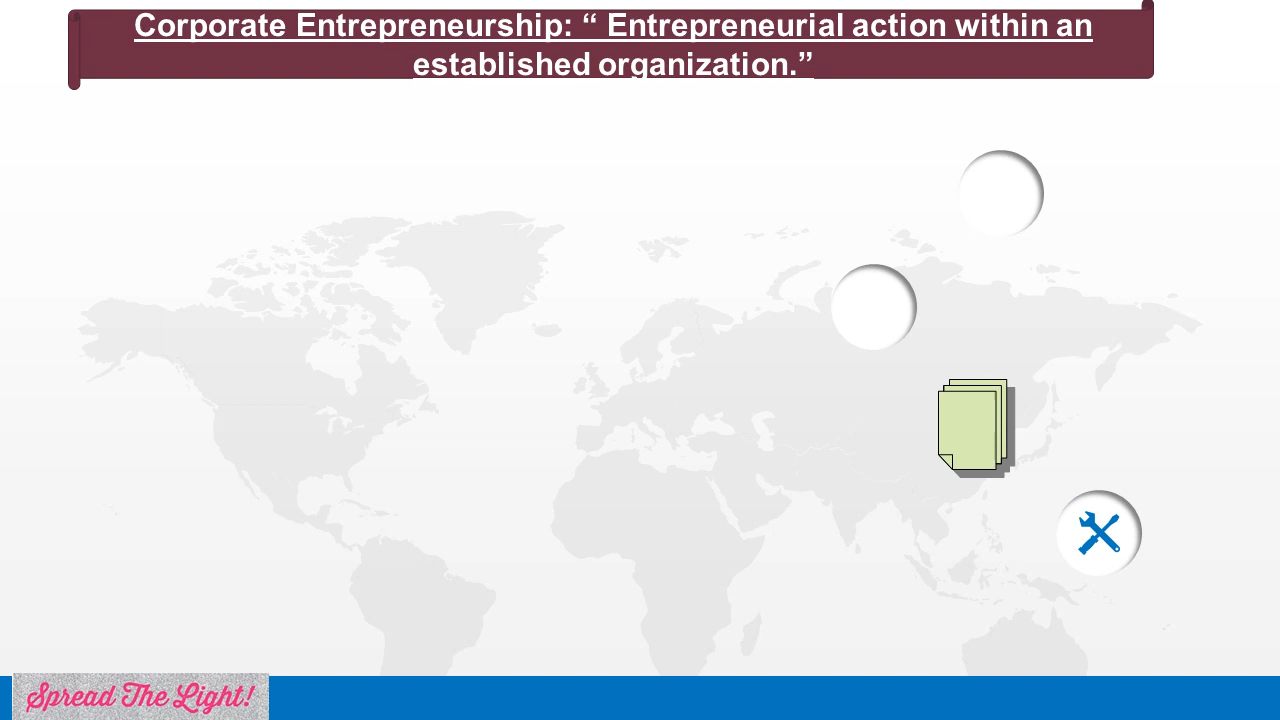 Corporate Entrepreneurship: “ Entrepreneurial action within an
established organization.”
Spread The Light!